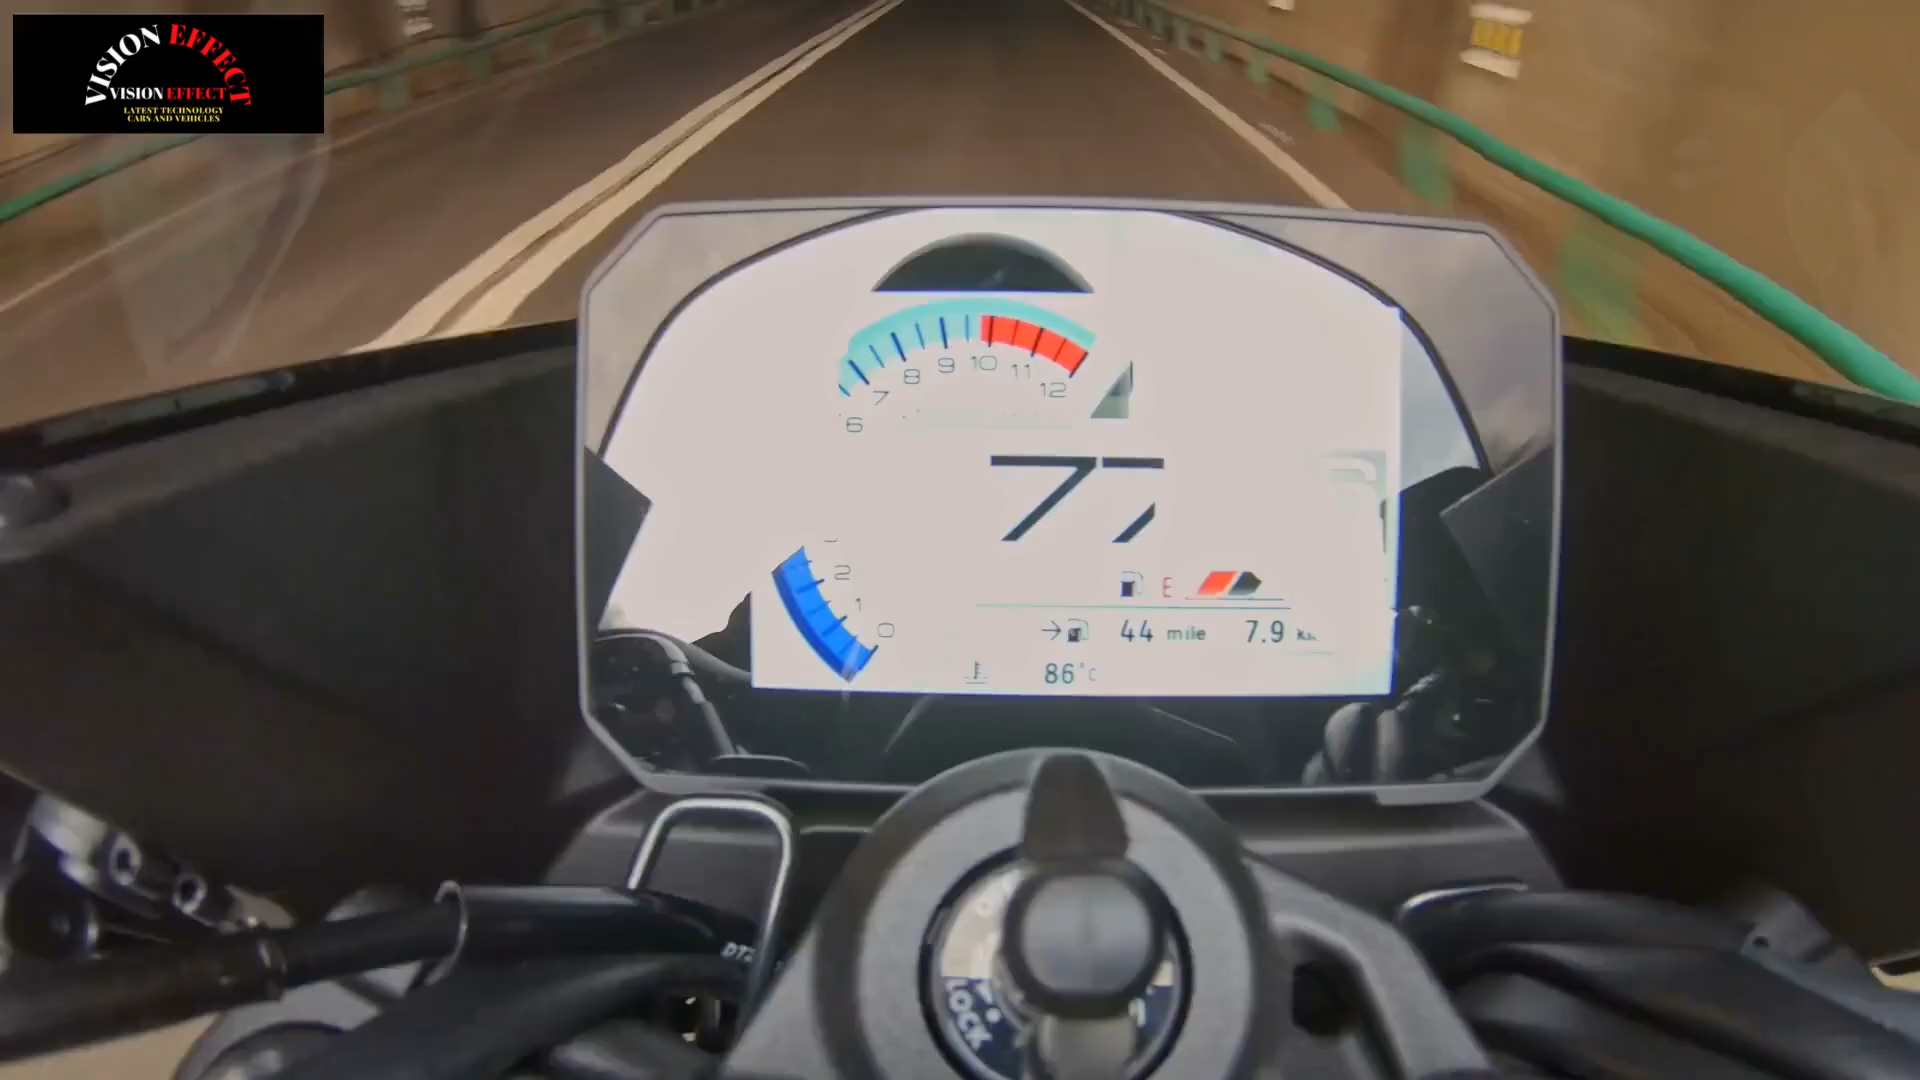 VISION EFFECT
VISION EFFECT
LATEST TECHNOLOGY
CARS AND VEHICLES
6 7 8 9 10 11 12
77
2
1
0
E
44 mile 7.9
86°C
LOCK